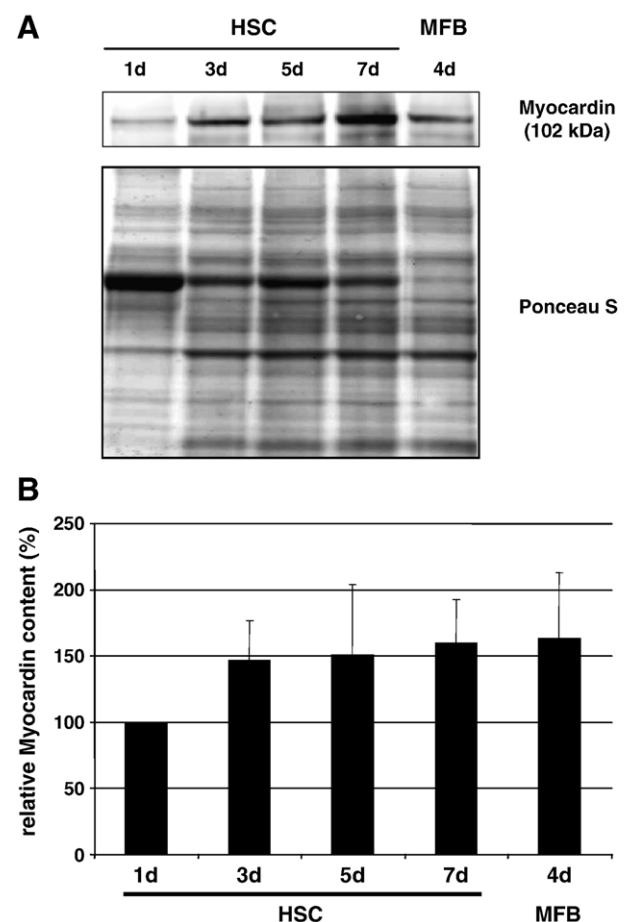 A
HSC MFB
1d 3d 5d 7d 4d
Myocardin
(102 kDa)
Ponceau S
B
relative Myocardin content (%)
250
200
150
100
50
0
1d 3d 5d 7d 4d
HSC MFB